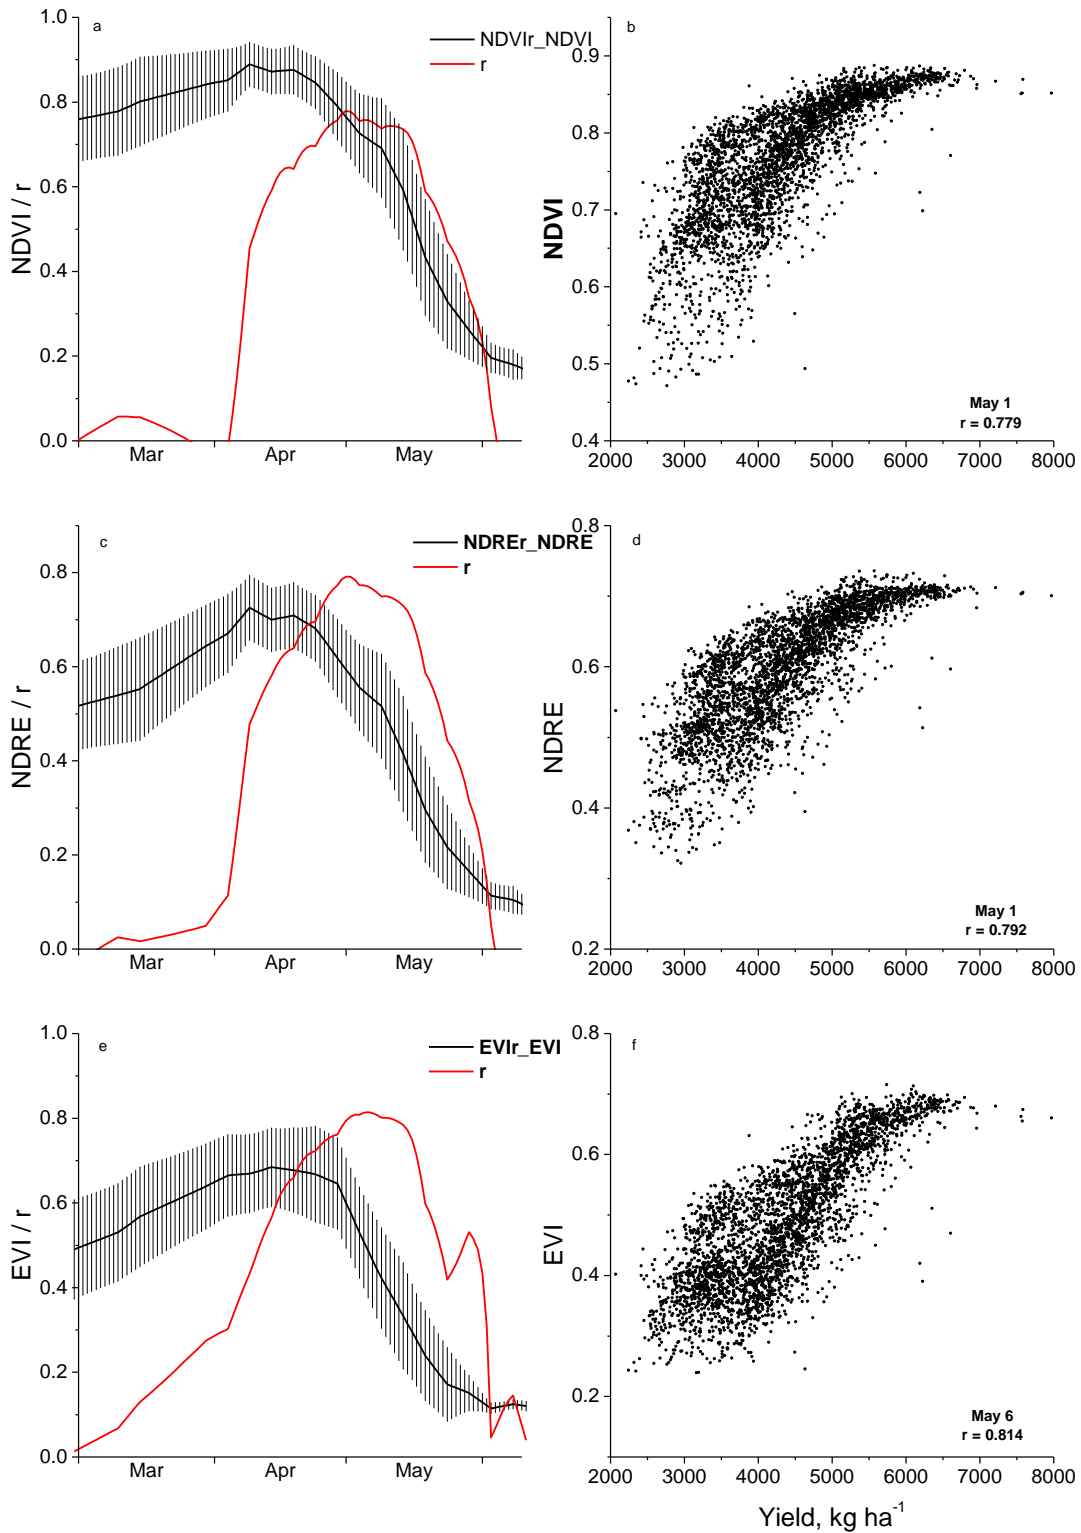 a
NDVIr_NDVI
r
1.0
0.8
0.6
0.4
0.2
0.0
NDVI / r
Mar
Apr
May
b
0.9
0.8
0.7
0.6
0.5
0.4
NDVI
May 1
r = 0.779
2000
3000
4000
5000
6000
7000
8000
c
NDREr_NDRE
r
0.8
0.6
0.4
0.2
0.0
NDRE / r
Mar
Apr
May
d
0.8
0.6
0.4
0.2
NDRE
May 1
r = 0.792
2000
3000
4000
5000
6000
7000
8000
e
EVIr_EVI
r
1.0
0.8
0.6
0.4
0.2
0.0
EVI / r
Mar
Apr
May
f
0.8
0.6
0.4
0.2
EVI
May 6
r = 0.814
2000
3000
4000
5000
6000
7000
8000
Yield, kg ha⁻¹